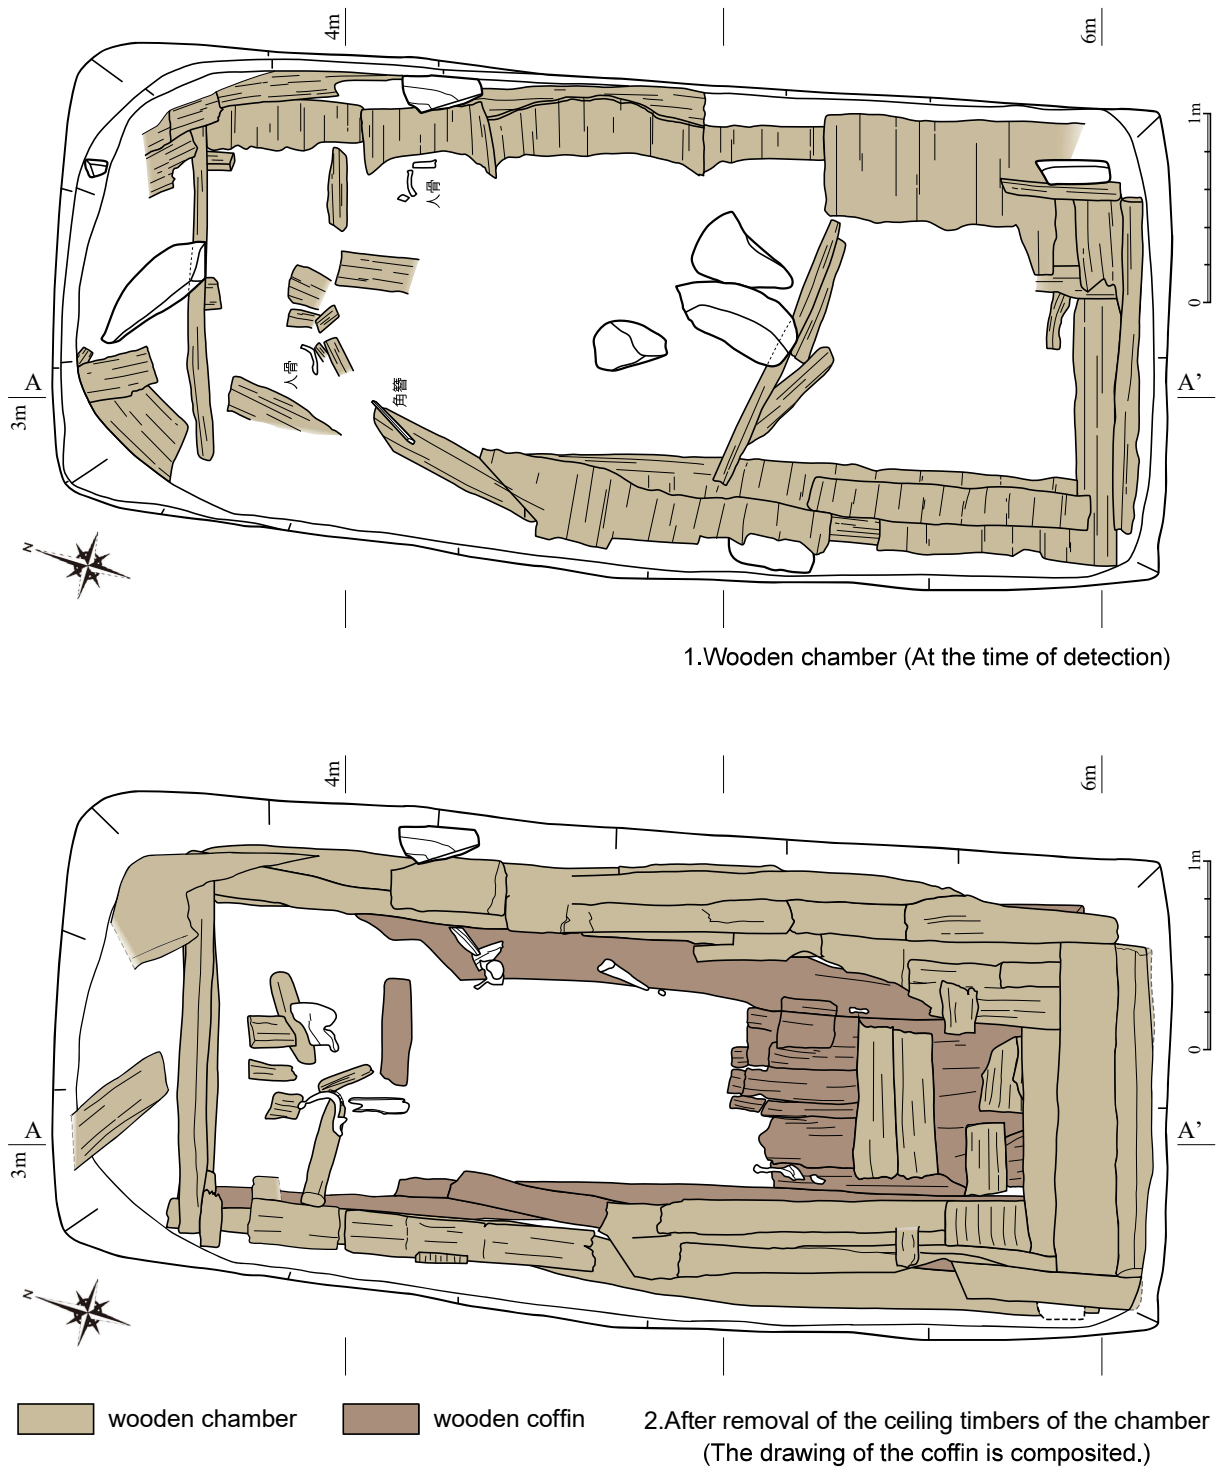 4m
6m
1m
0
人骨
人骨
角簪
A
3m
A'
N
1.Wooden chamber (At the time of detection)
4m
6m
1m
0
A
3m
A'
N
wooden chamber
wooden coffin
2.After removal of the ceiling timbers of the chamber
(The drawing of the coffin is composited.)